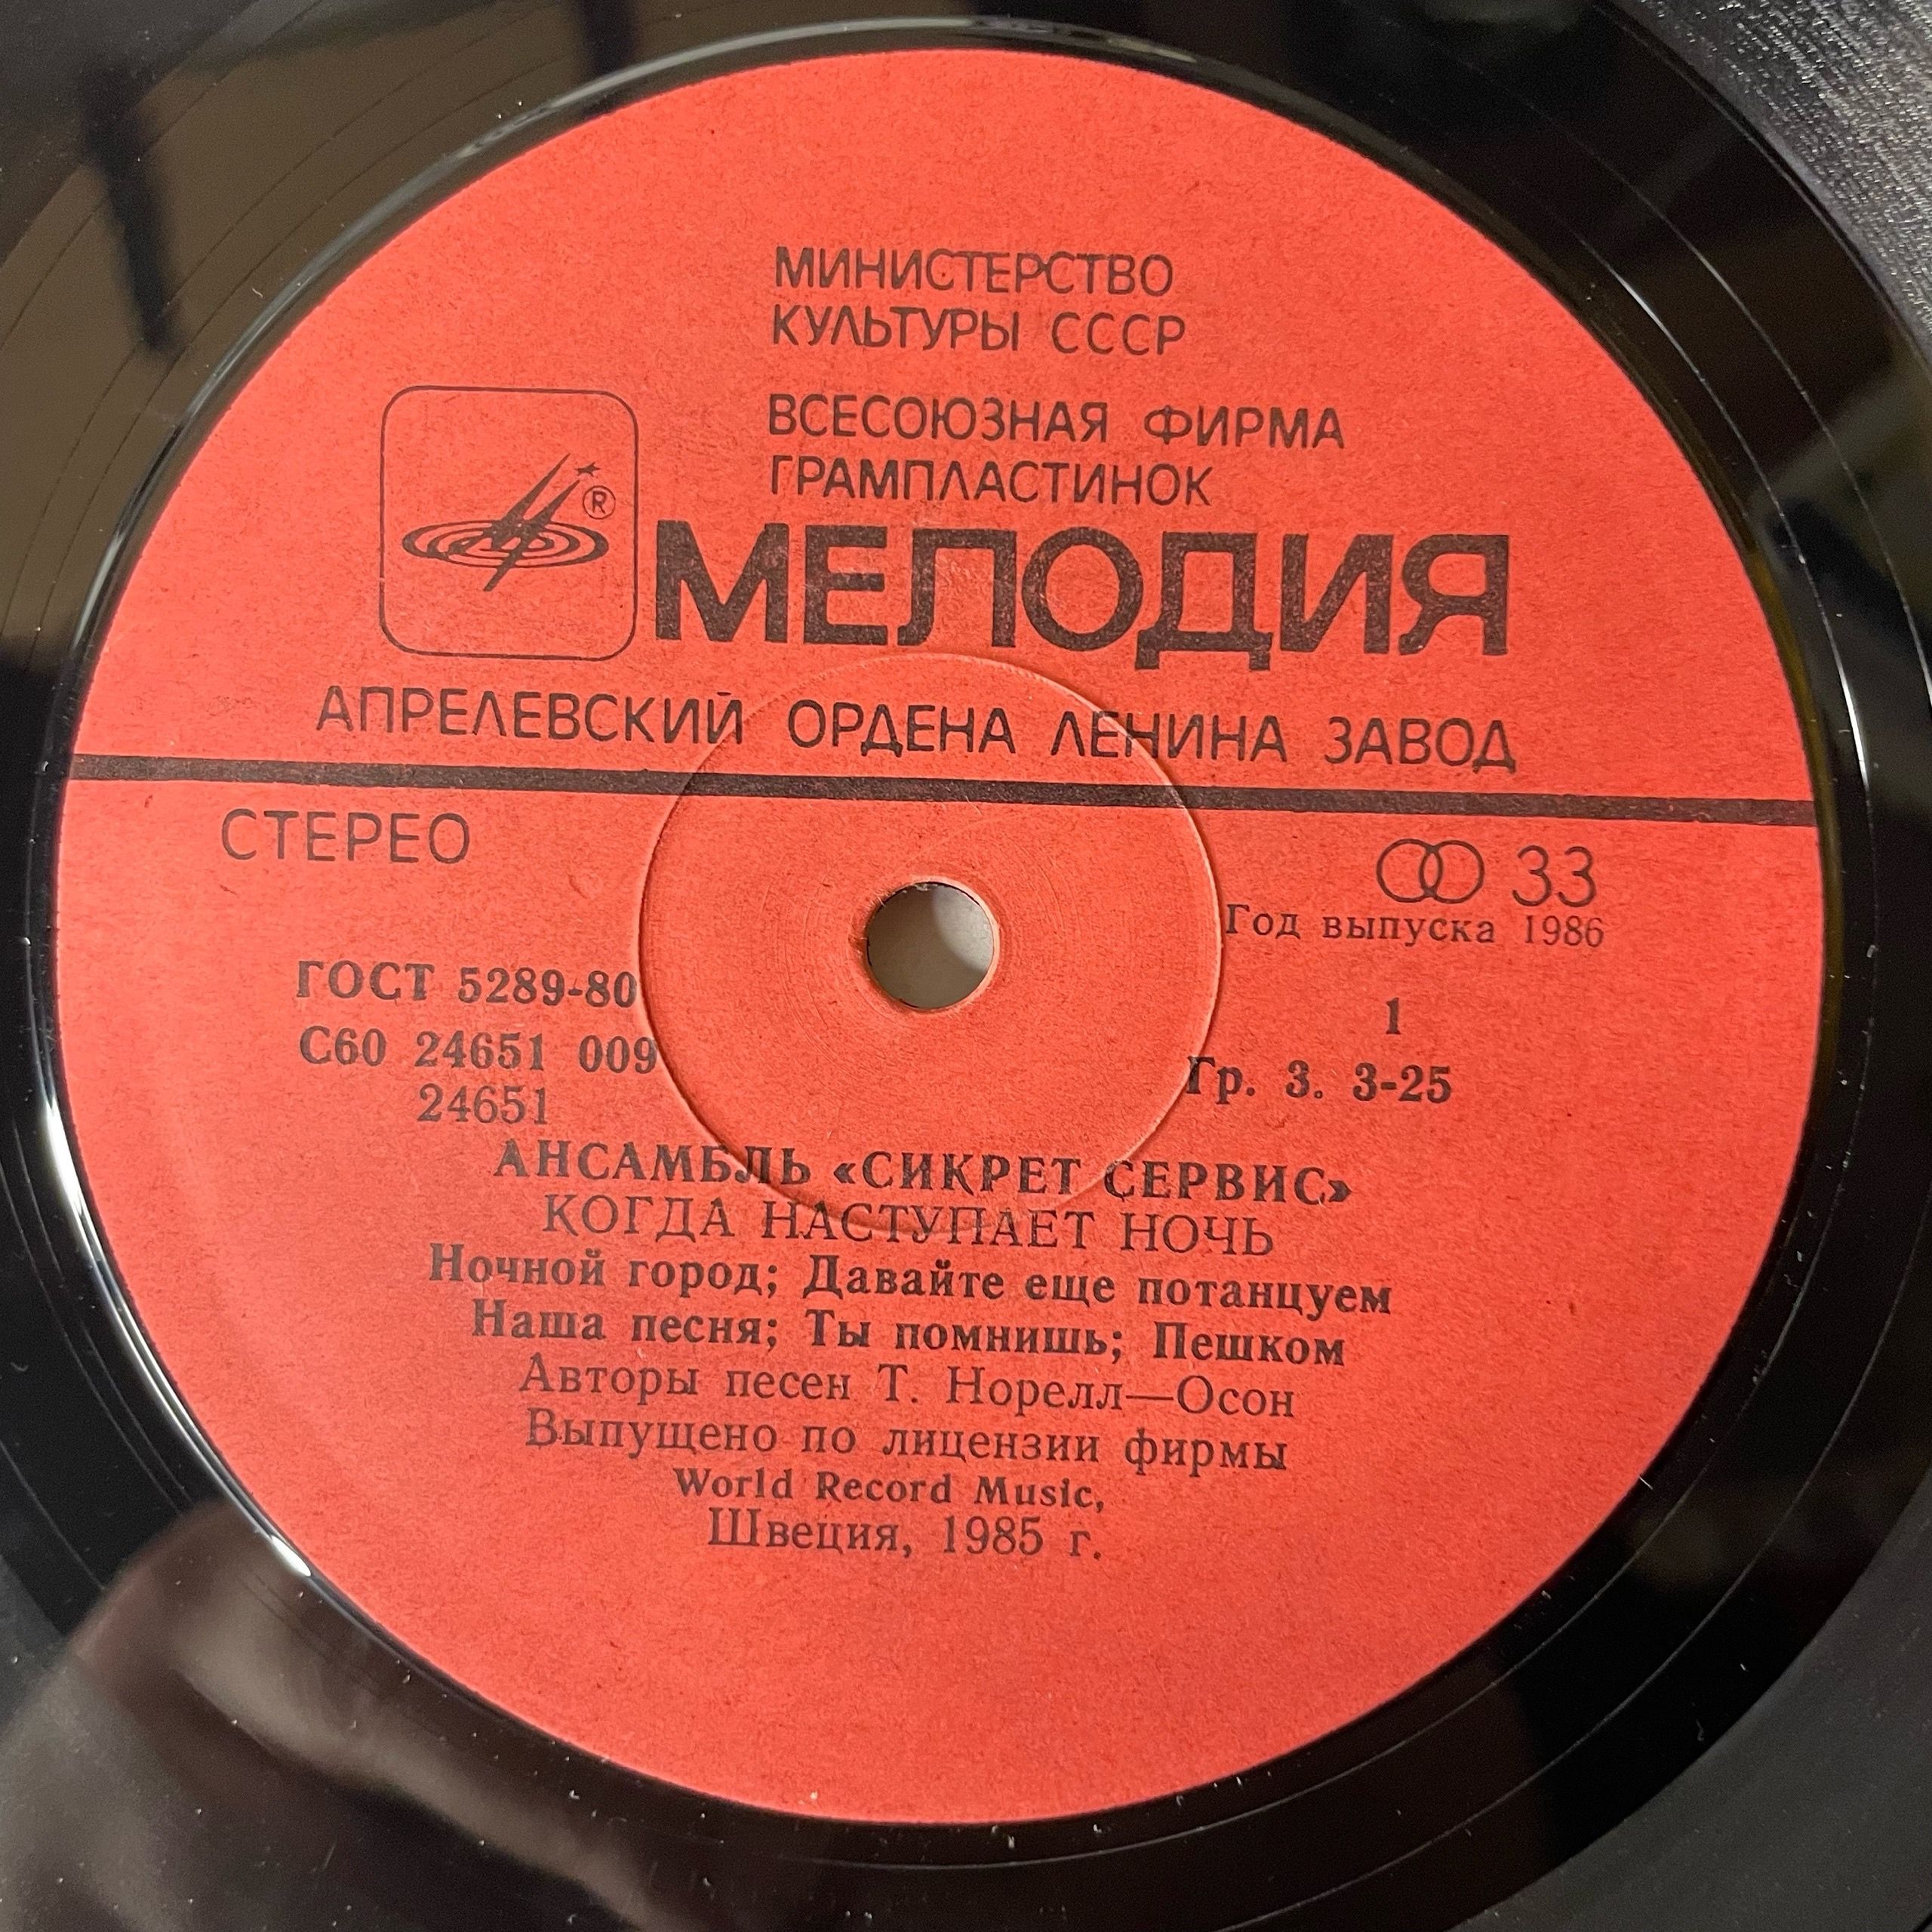 МИНИСТЕРСТВО
КУЛЬТУРЫ СССР
ВСЕСОЮЗНАЯ ФИРМА
ГРАМПЛАСТИНОК
®
МЕЛОДИЯ
АПРЕЛЕВСКИЙ ОРДЕНА ЛЕНИНА ЗАВОД
СТЕРЕО
33
Год выпуска 1986
ГОСТ 5289-80
1
С60 24651 009
Гр. 3. 3-25
24651
АНСАМБЛЬ «СИКРЕТ СЕРВИС»
КОГДА НАСТУПАЕТ НОЧЬ
Ночной город; Давайте еще потанцуем
Наша песня; Ты помнишь; Пешком
Авторы песен Т. Норелл—Осон
Выпущено по лицензии фирмы
World Record Music,
Швеция, 1985 г.